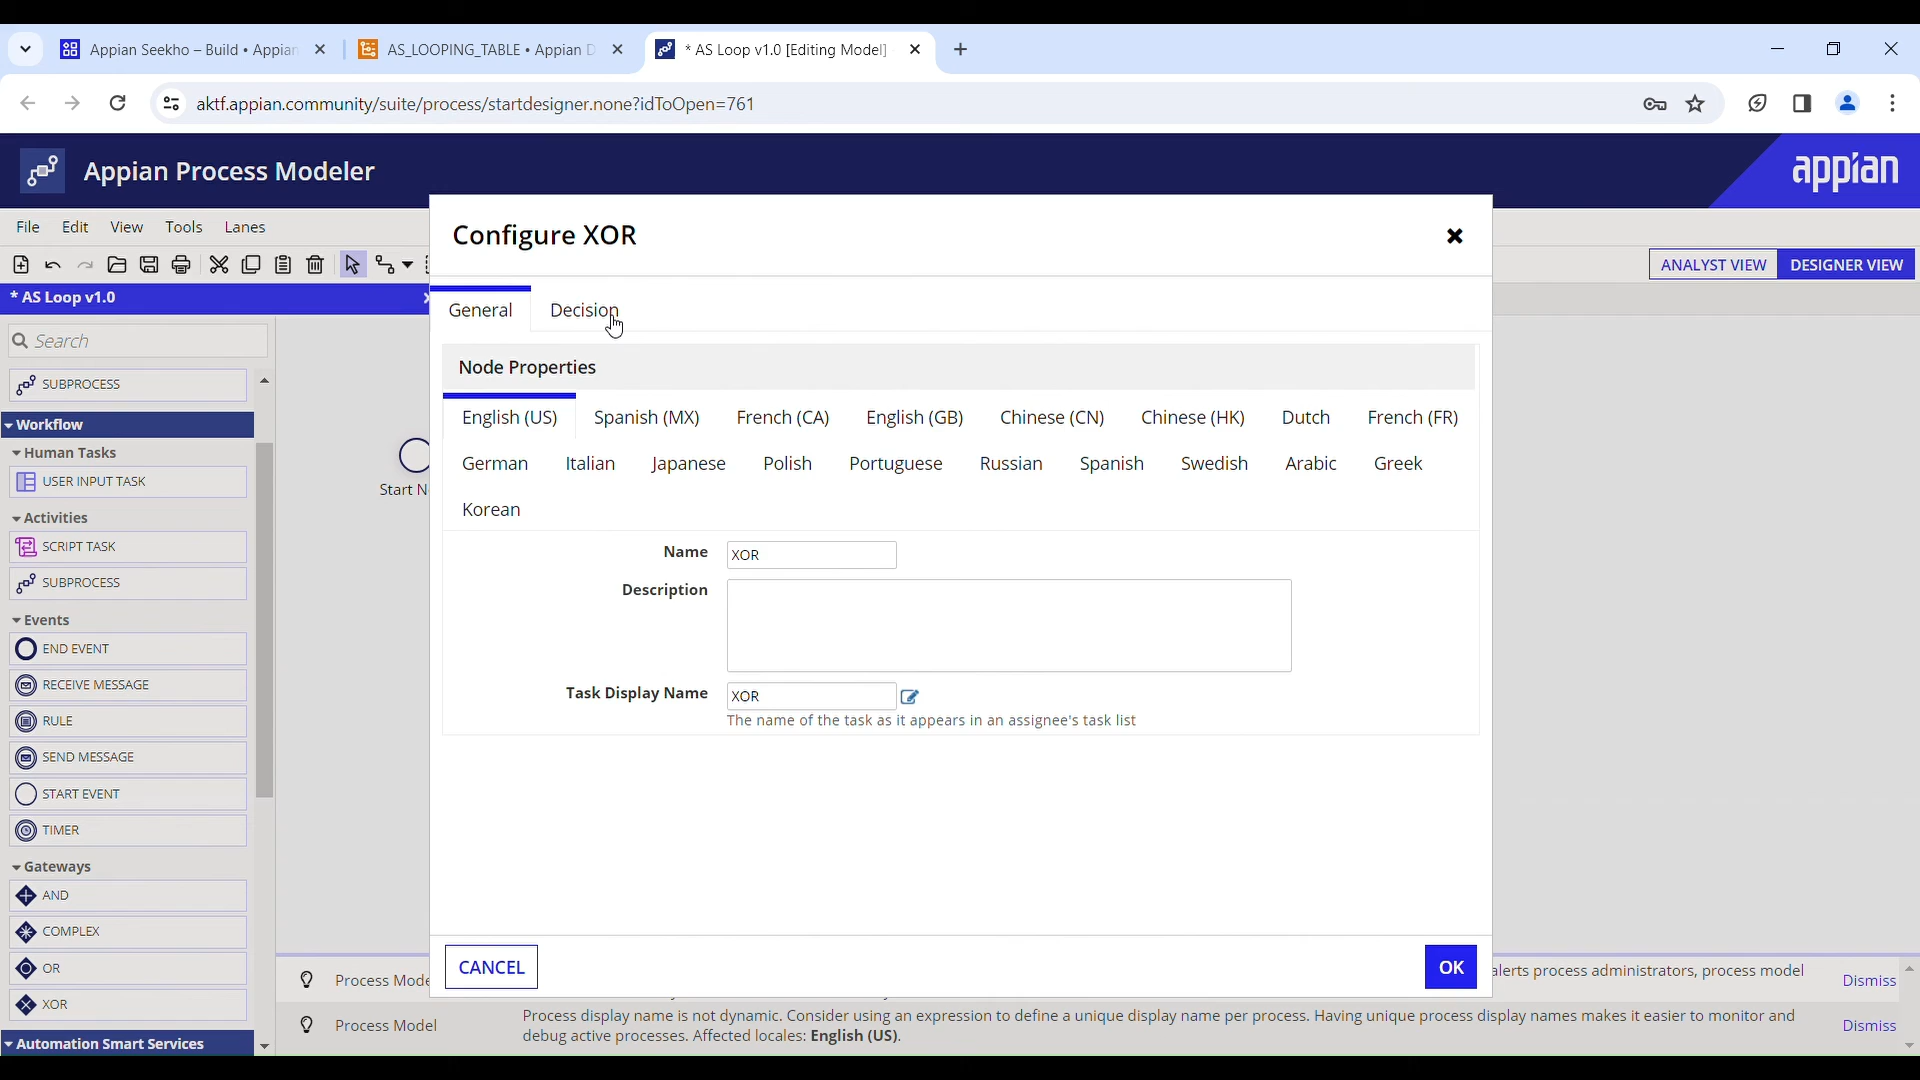 Appian Seekho – Build • Appian
AS_LOOPING_TABLE • Appian D
* AS Loop v1.0 [Editing Model]
aktf.appian.community/suite/process/startdesigner.none?idToOpen=761
Appian Process Modeler
appian
File Edit View Tools Lanes
ANALYST VIEW
DESIGNER VIEW
* AS Loop v1.0
Search
SUBPROCESS
Workflow
Human Tasks
USER INPUT TASK
Activities
SCRIPT TASK
SUBPROCESS
Events
END EVENT
RECEIVE MESSAGE
RULE
SEND MESSAGE
START EVENT
TIMER
Gateways
AND
COMPLEX
OR
XOR
Automation Smart Services
Start N
Configure XOR
General Decision
Node Properties
English (US) Spanish (MX) French (CA) English (GB) Chinese (CN) Chinese (HK) Dutch French (FR)
German Italian Japanese Polish Portuguese Russian Spanish Swedish Arabic Greek
Korean
Name XOR
Description
Task Display Name XOR
The name of the task as it appears in an assignee's task list
CANCEL
OK
Process Mode
alerts process administrators, process model
Dismiss
Process Model
Process display name is not dynamic. Consider using an expression to define a unique display name per process. Having unique process display names makes it easier to monitor and
debug active processes. Affected locales: English (US).
Dismiss